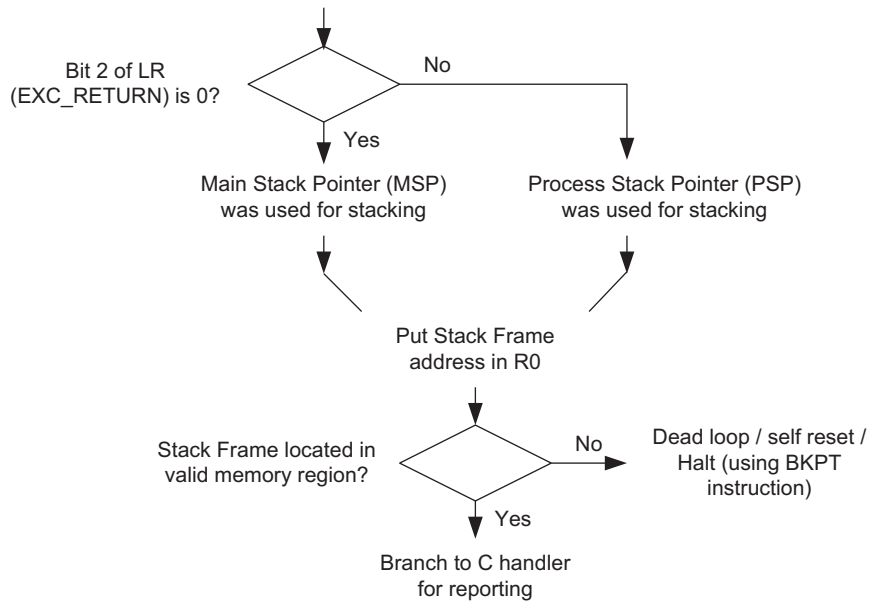 Bit 2 of LR
(EXC_RETURN) is 0?
No
Yes
Main Stack Pointer (MSP)
was used for stacking
Process Stack Pointer (PSP)
was used for stacking
Put Stack Frame
address in R0
Stack Frame located in
valid memory region?
No
Dead loop / self reset /
Halt (using BKPT
instruction)
Yes
Branch to C handler
for reporting